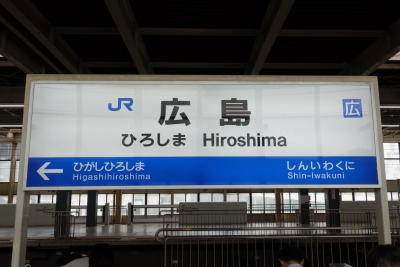 JR 広島 広
ひろしま Hiroshima
ひがしひろしま しんいわくに
Higashihiroshima Shin-Iwakuni